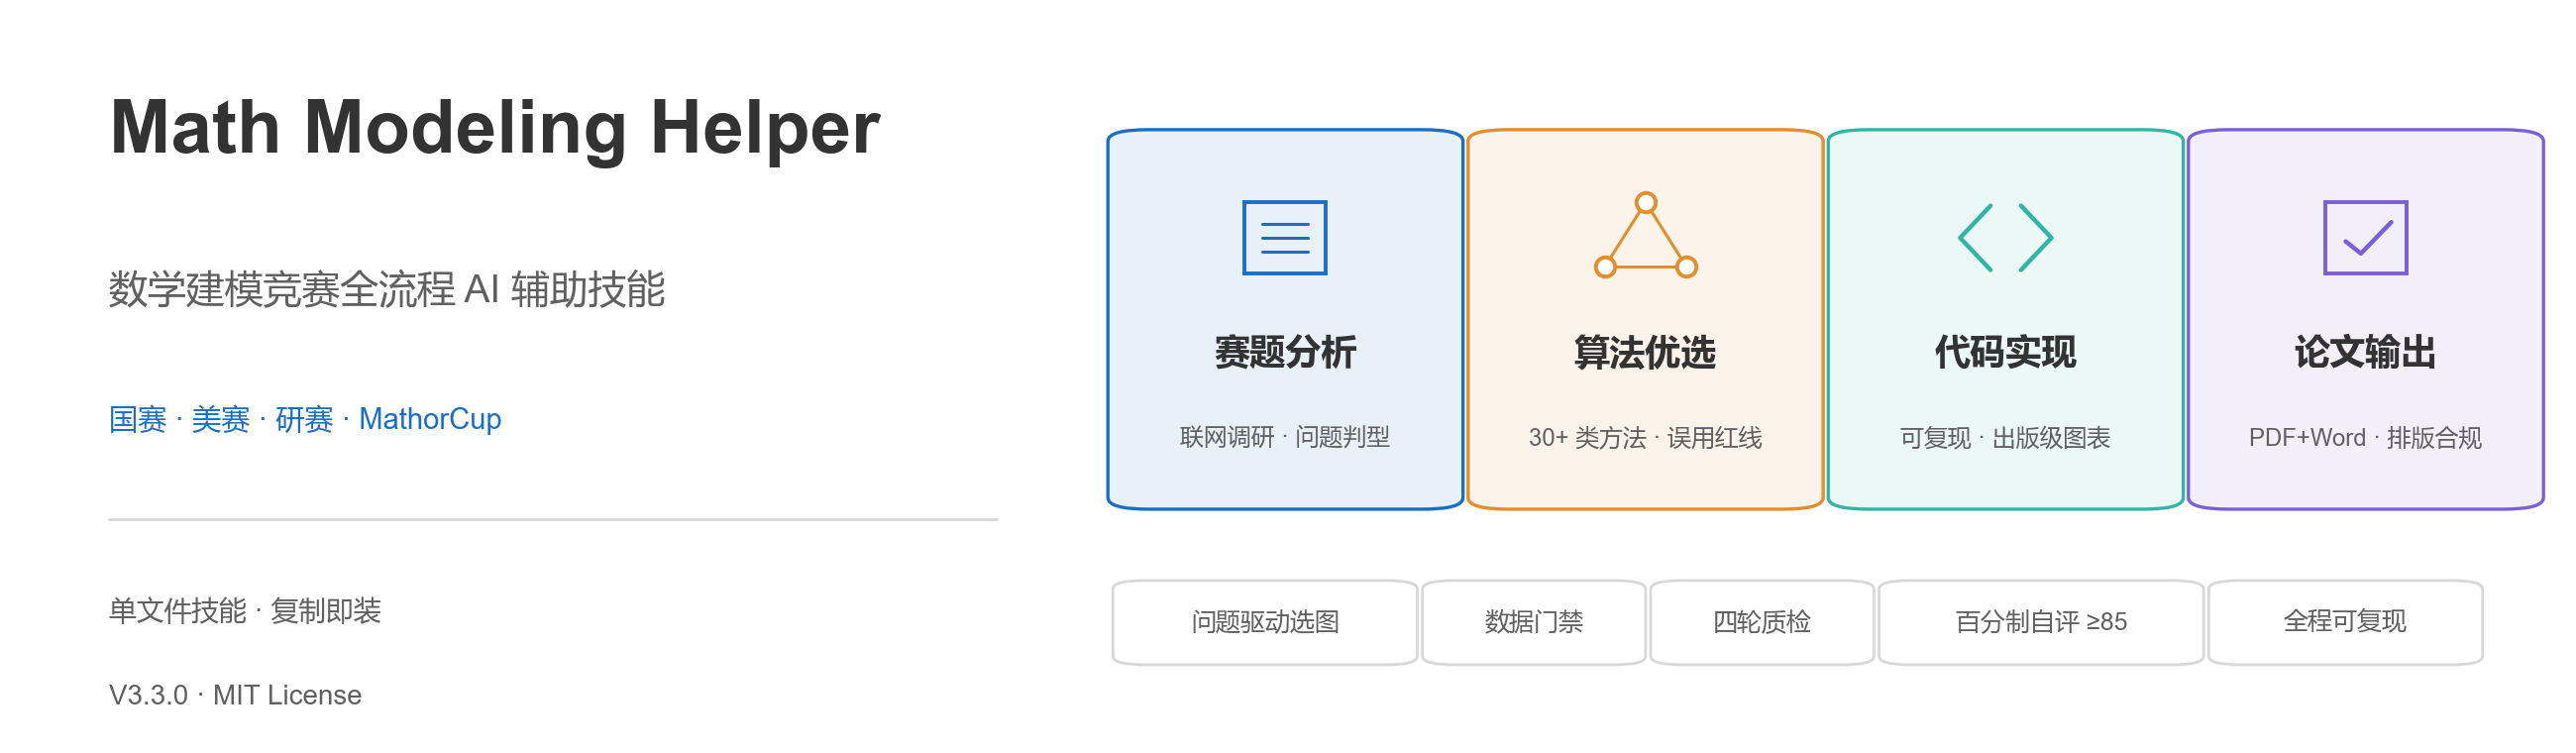 Math Modeling Helper
数学建模竞赛全流程 AI 辅助技能
国赛 · 美赛 · 研赛 · MathorCup
单文件技能 · 复制即装
V3.3.0 · MIT License
赛题分析
联网调研 · 问题判型
算法优选
30+ 类方法 · 误用红线
代码实现
可复现 · 出版级图表
论文输出
PDF+Word · 排版合规
问题驱动选图
数据门禁
四轮质检
百分制自评 ≥85
全程可复现